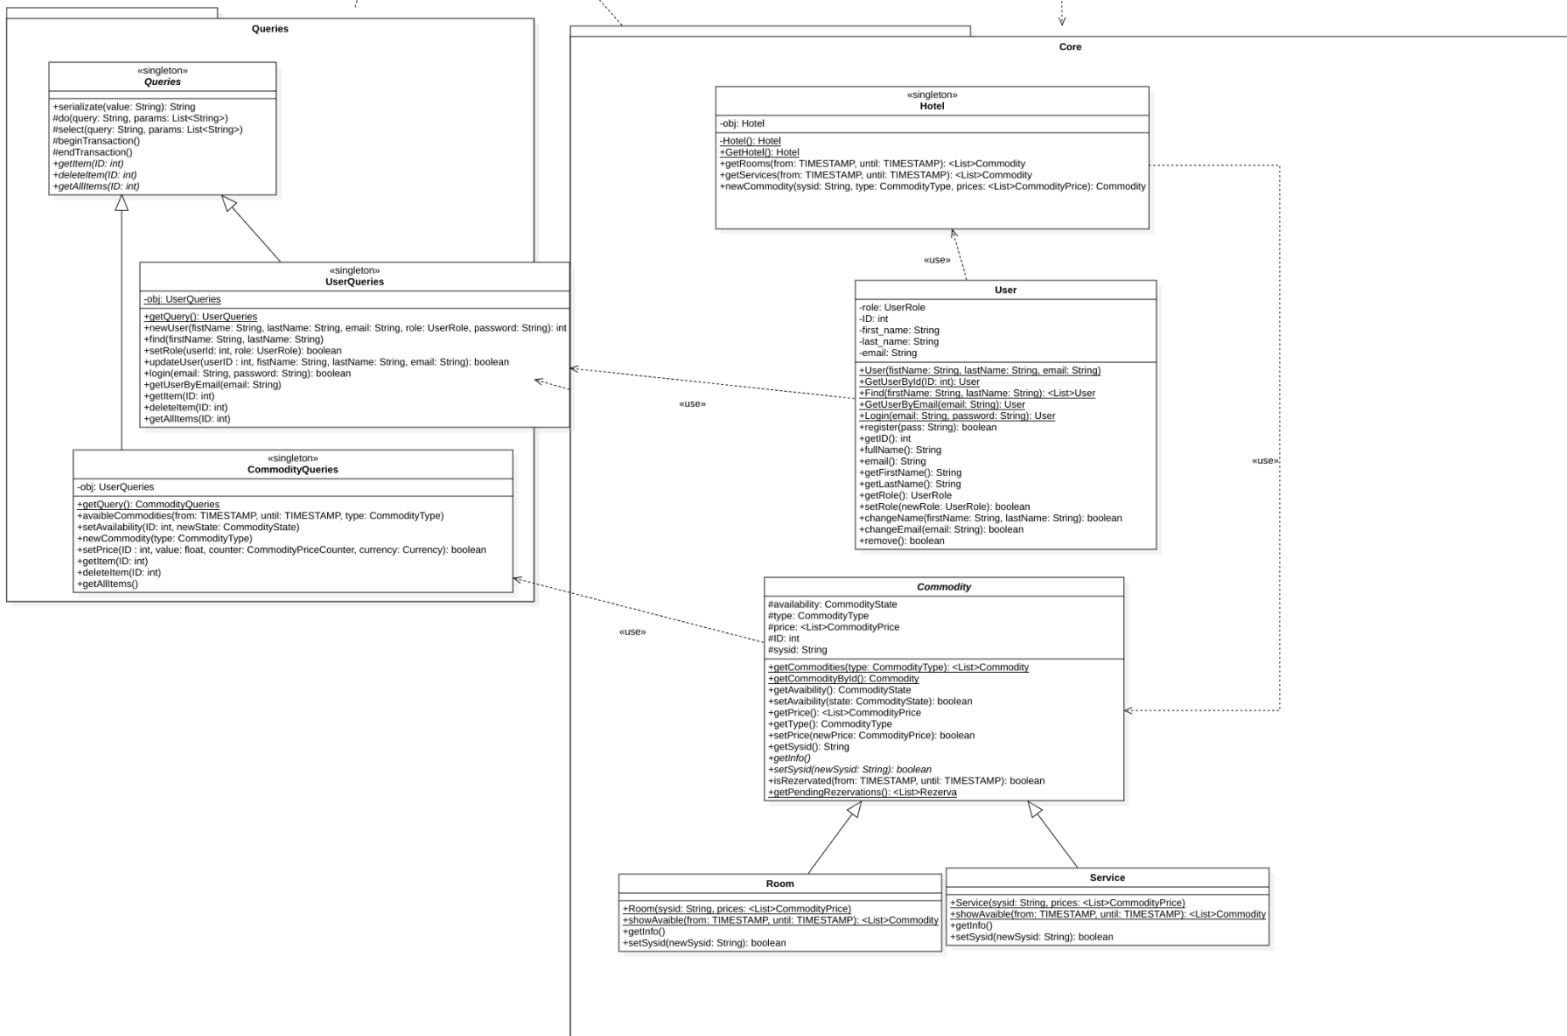 Queries
«singleton»
Queries
+serializate(value: String): String
#do(query: String, params: List<String>)
#select(query: String, params: List<String>)
#beginTransaction()
#endTransaction()
+getItem(ID: int)
+deleteItem(ID: int)
+getAllItems(ID: int)
«singleton»
UserQueries
-obj: UserQueries
+getQuery(): UserQueries
+newUser(fistName: String, lastName: String, email: String, role: UserRole, password: String): int
+find(firstName: String, lastName: String)
+setRole(userId: int, role: UserRole): boolean
+updateUser(userID : int, fistName: String, lastName: String, email: String): boolean
+login(email: String, password: String): boolean
+getUserByEmail(email: String)
+getItem(ID: int)
+deleteItem(ID: int)
+getAllItems(ID: int)
«singleton»
CommodityQueries
-obj: UserQueries
+getQuery(): CommodityQueries
+avaibleCommodities(from: TIMESTAMP, until: TIMESTAMP, type: CommodityType)
+setAvailability(ID: int, newState: CommodityState)
+newCommodity(type: CommodityType)
+setPrice(ID : int, value: float, counter: CommodityPriceCounter, currency: Currency): boolean
+getItem(ID: int)
+deleteItem(ID: int)
+getAllItems()
Core
«singleton»
Hotel
-obj: Hotel
-Hotel(): Hotel
+GetHotel(): Hotel
+getRooms(from: TIMESTAMP, until: TIMESTAMP): <List>Commodity
+getServices(from: TIMESTAMP, until: TIMESTAMP): <List>Commodity
+newCommodity(sysid: String, type: CommodityType, prices: <List>CommodityPrice): Commodity
«use»
User
-role: UserRole
-ID: int
-first_name: String
-last_name: String
-email: String
+User(fistName: String, lastName: String, email: String)
+GetUserById(ID: int): User
+Find(firstName: String, lastName: String): <List>User
+GetUserByEmail(email: String): User
+Login(email: String, password: String): User
+register(pass: String): boolean
+getID(): int
+fullName(): String
+email(): String
+getFirstName(): String
+getLastName(): String
+getRole(): UserRole
+setRole(newRole: UserRole): boolean
+changeName(firstName: String, lastName: String): boolean
+changeEmail(email: String): boolean
+remove(): boolean
«use»
«use»
«use»
Commodity
#availability: CommodityState
#type: CommodityType
#price: <List>CommodityPrice
#ID: int
#sysid: String
+getCommodities(type: CommodityType): <List>Commodity
+getCommodityById(): Commodity
+getAvaibility(): CommodityState
+setAvaibility(state: CommodityState): boolean
+getPrice(): <List>CommodityPrice
+getType(): CommodityType
+setPrice(newPrice: CommodityPrice): boolean
+getSysid(): String
+getInfo()
+setSysid(newSysid: String): boolean
+isRezervated(from: TIMESTAMP, until: TIMESTAMP): boolean
+getPendingRezervations(): <List>Rezerva
Room
+Room(sysid: String, prices: <List>CommodityPrice)
+showAvaible(from: TIMESTAMP, until: TIMESTAMP): <List>Commodity
+getInfo()
+setSysid(newSysid: String): boolean
Service
+Service(sysid: String, prices: <List>CommodityPrice)
+showAvaible(from: TIMESTAMP, until: TIMESTAMP): <List>Commodity
+getInfo()
+setSysid(newSysid: String): boolean